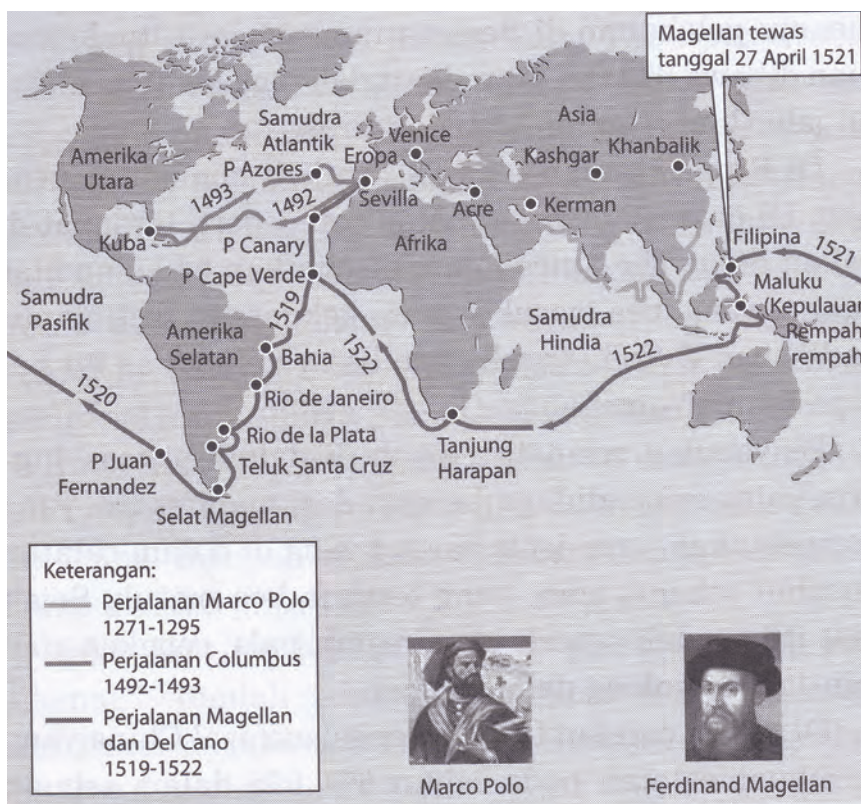 Magellan tewas
tanggal 27 April 1521
Samudra
Atlantik
Amerika
Utara
P Azores
Eropa
Venice
Asia
Kashgar
Khanbalik
1493
1492
Sevilla
Acre
Kerman
Kuba
P Canary
Afrika
Filipina
1521
P Cape Verde
Samudra
Pasifik
1519
Maluku
(Kepulauan
Rempah
rempah
Amerika
Selatan
Bahia
1522
Samudra
Hindia
1522
1520
Rio de Janeiro
Rio de la Plata
Tanjung
Harapan
P Juan
Fernandez
Teluk Santa Cruz
Selat Magellan
Keterangan:
Perjalanan Marco Polo
1271-1295
Perjalanan Columbus
1492-1493
Perjalanan Magellan
dan Del Cano
1519-1522
Marco Polo
Ferdinand Magellan